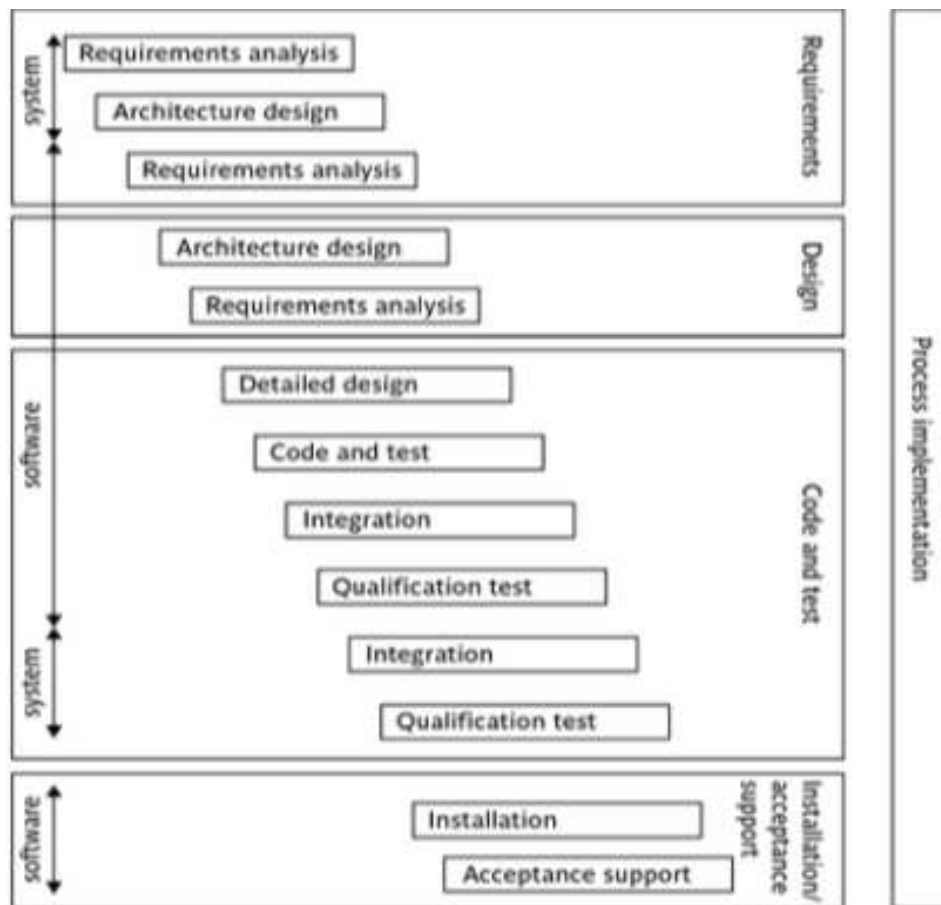 system
Requirements analysis
Architecture design
Requirements analysis
Requirements
Architecture design
Requirements analysis
Design
software
Detailed design
Code and test
Integration
Qualification test
system
Integration
Qualification test
Code and test
software
Installation
Acceptance support
Installation/
acceptance
support
Process implementation